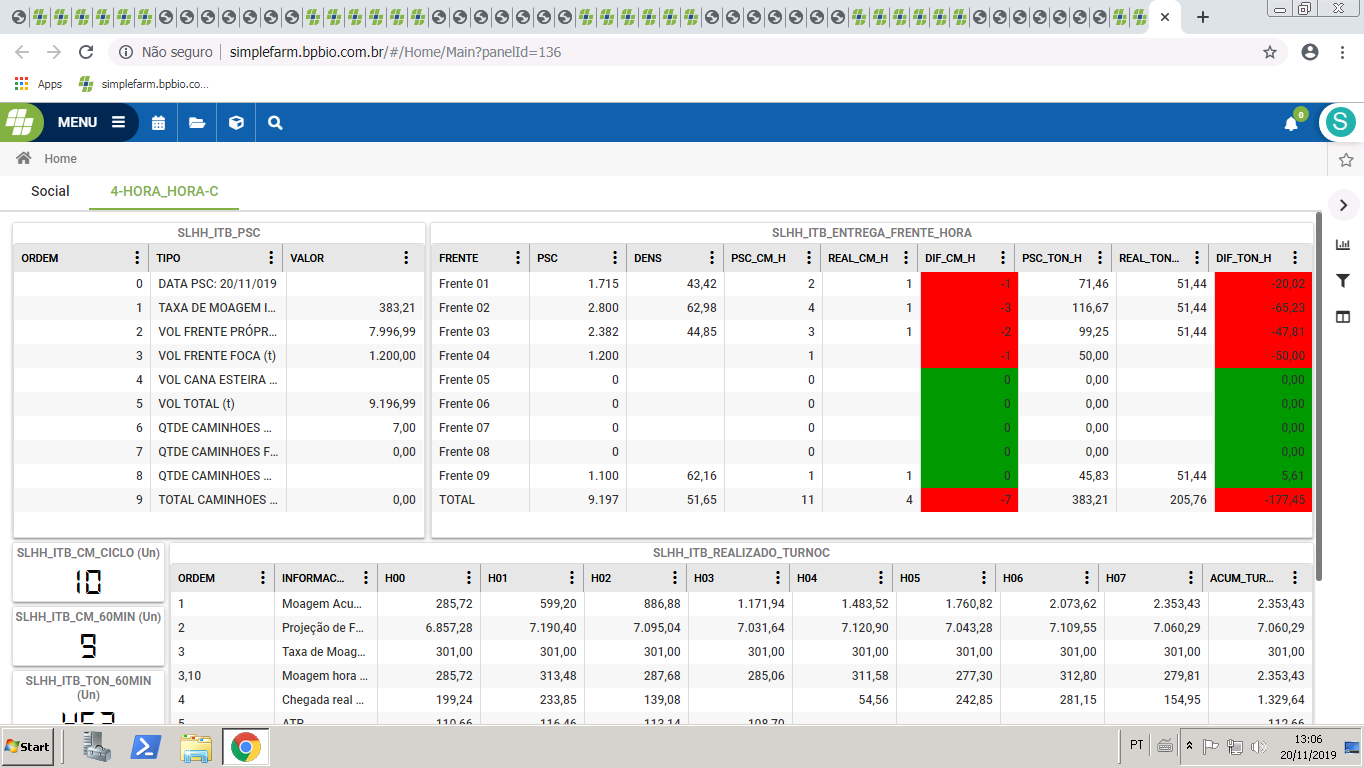 Não seguro simplefarm.bpbio.com.br/#/Home/Main?panelId=136
Apps simplefarm.bpbio.co...
MENU 0 S
Home
Social 4-HORA_HORA-C
SLHH_ITB_PSC
ORDEM TIPO VALOR
0 DATA PSC: 20/11/019
1 TAXA DE MOAGEM I... 383,21
2 VOL FRENTE PRÓPR... 7.996,99
3 VOL FRENTE FOCA (t) 1.200,00
4 VOL CANA ESTEIRA ...
5 VOL TOTAL (t) 9.196,99
6 QTDE CAMINHOES ... 7,00
7 QTDE CAMINHOES F... 0,00
8 QTDE CAMINHOES ...
9 TOTAL CAMINHOES ... 0,00
SLHH_ITB_ENTREGA_FRENTE_HORA
FRENTE PSC DENS PSC_CM_H REAL_CM_H DIF_CM_H PSC_TON_H REAL_TON... DIF_TON_H
Frente 01 1.715 43,42 2 1 -1 71,46 51,44 -20,02
Frente 02 2.800 62,98 4 1 -3 116,67 51,44 -65,23
Frente 03 2.382 44,85 3 1 -2 99,25 51,44 -47,81
Frente 04 1.200 1 -1 50,00 -50,00
Frente 05 0 0 0 0,00 0,00
Frente 06 0 0 0 0,00 0,00
Frente 07 0 0 0 0,00 0,00
Frente 08 0 0 0 0,00 0,00
Frente 09 1.100 62,16 1 1 0 45,83 51,44 5,61
TOTAL 9.197 51,65 11 4 -7 383,21 205,76 -177,45
SLHH_ITB_CM_CICLO (Un)
10
SLHH_ITB_CM_60MIN (Un)
9
SLHH_ITB_TON_60MIN
(Un)
SLHH_ITB_REALIZADO_TURNOC
ORDEM INFORMAC... H00 H01 H02 H03 H04 H05 H06 H07 ACUM_TUR...
1 Moagem Acu... 285,72 599,20 886,88 1.171,94 1.483,52 1.760,82 2.073,62 2.353,43 2.353,43
2 Projeção de F... 6.857,28 7.190,40 7.095,04 7.031,64 7.120,90 7.043,28 7.109,55 7.060,29 7.060,29
3 Taxa de Moag... 301,00 301,00 301,00 301,00 301,00 301,00 301,00 301,00 301,00
3,10 Moagem hora ... 285,72 313,48 287,68 285,06 311,58 277,30 312,80 279,81 2.353,43
4 Chegada real ... 199,24 233,85 139,08 54,56 242,85 281,15 154,95 1.329,64
5 ATR 110,66 116,46 113,14 108,70 112,66
Start PT 13:06
20/11/2019